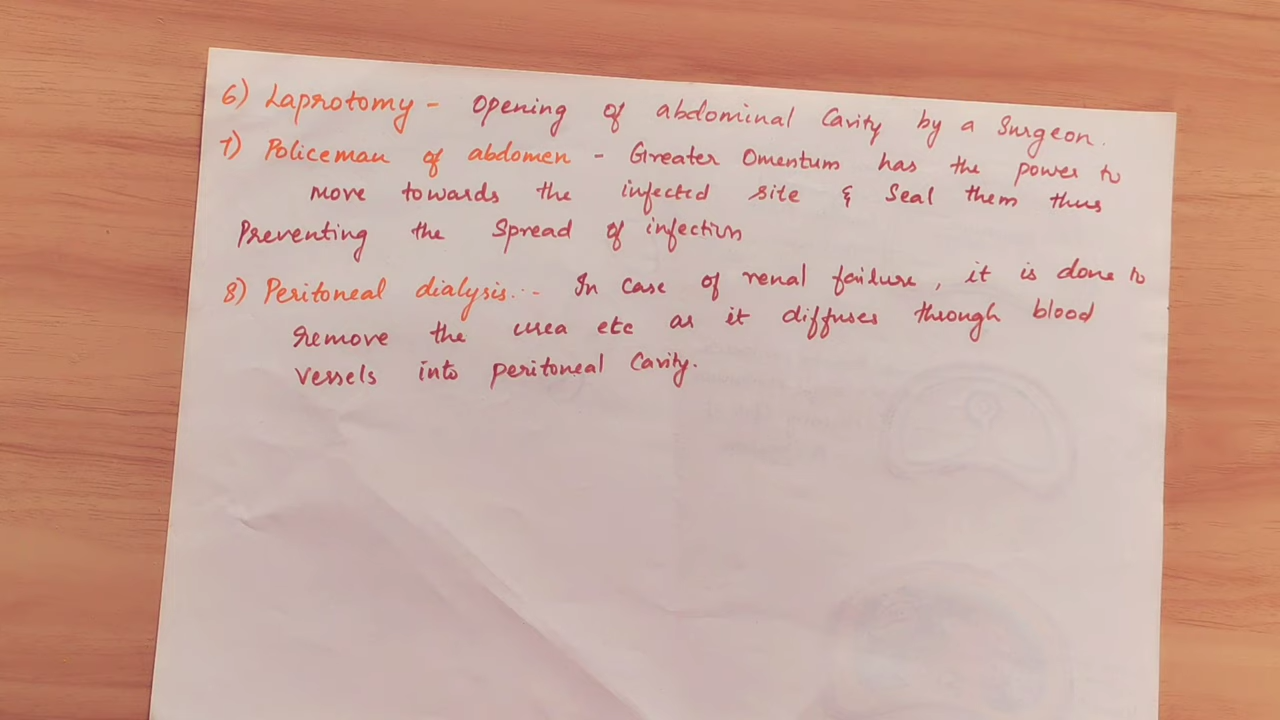 6) Laprotomy - Opening of abdominal Cavity by a Surgeon.
7) Policeman of abdomen - Greater Omentum has the power to
move towards the infected site & Seal them thus
Preventing the Spread of infection
8) Peritoneal dialysis:- In case of renal failure, it is done to
remove the urea etc as it diffuses through blood
vessels into peritoneal Cavity.